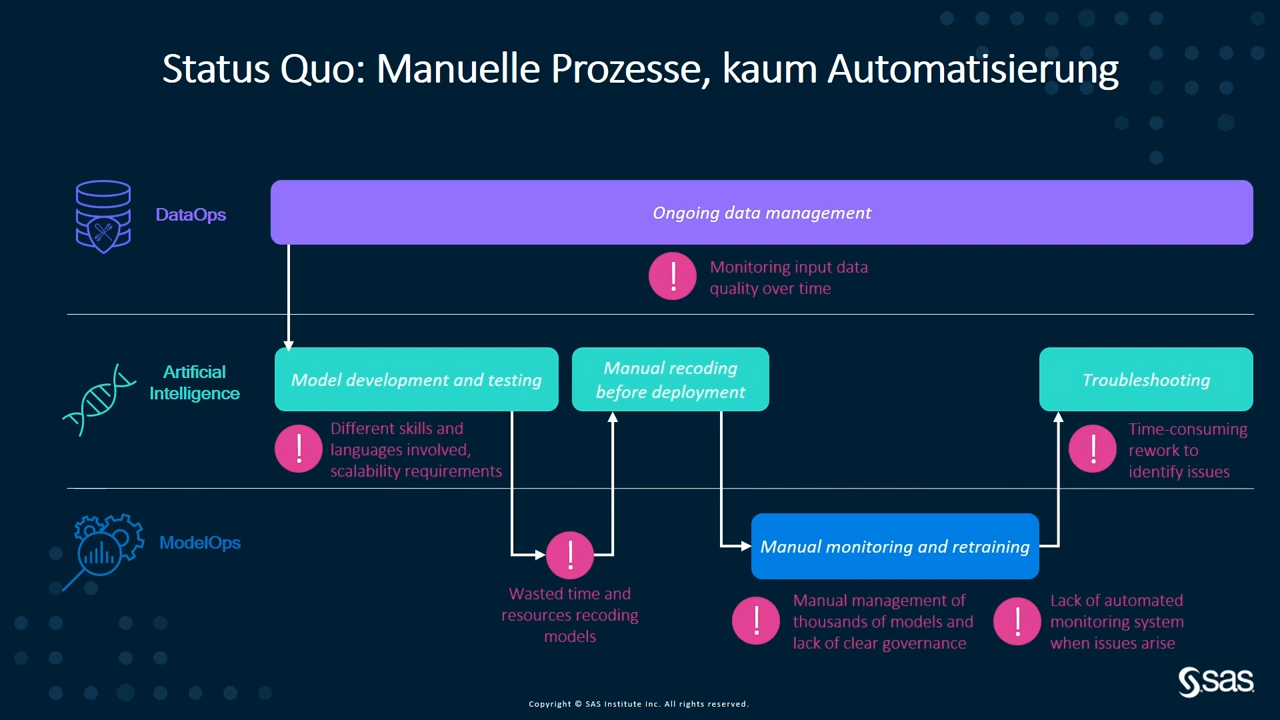 Status Quo: Manuelle Prozesse, kaum Automatisierung
DataOps
Ongoing data management
Monitoring input data
quality over time
Artificial
Intelligence
Model development and testing
Manual recoding
before deployment
Troubleshooting
Different skills and
languages involved,
scalability requirements
Time-consuming
rework to
identify issues
ModelOps
Manual monitoring and retraining
Wasted time and
resources recoding
models
Manual management of
thousands of models and
lack of clear governance
Lack of automated
monitoring system
when issues arise
sas
Copyright © SAS Institute Inc. All rights reserved.